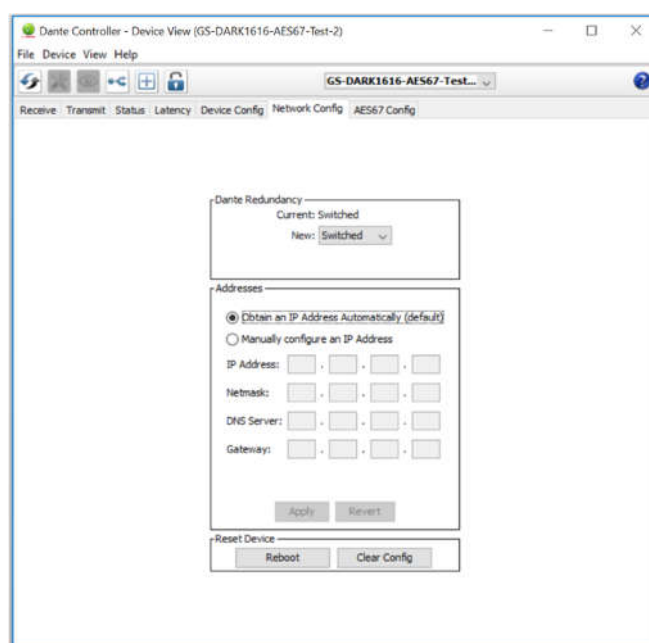 Dante Controller - Device View (GS-DARK1616-AES67-Test-2)
File Device View Help
GS-DARK1616-AES67-Test...
Receive Transmit Status Latency Device Config Network Config AES67 Config
Dante Redundancy
Current: Switched
New: Switched
Addresses
Obtain an IP Address Automatically (default)
Manually configure an IP Address
IP Address: . . .
Netmask: . . .
DNS Server: . . .
Gateway: . . .
Apply Revert
Reset Device
Reboot Clear Config